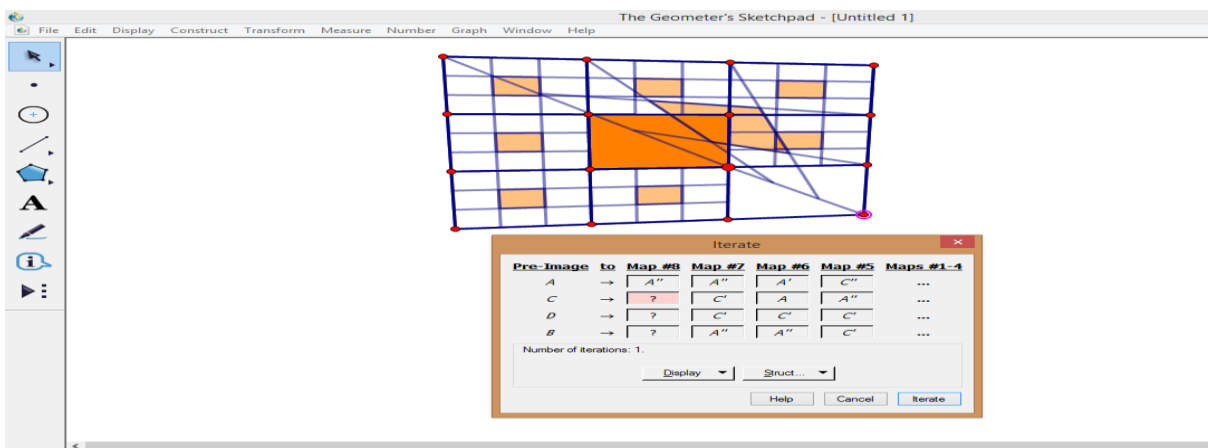 The Geometer's Sketchpad - [Untitled 1]
File Edit Display Construct Transform Measure Number Graph Window Help
A
Iterate
Pre-Image to Map #8 Map #7 Map #6 Map #5 Maps #1-4
A → A'' A'' A' C'' ...
C → ? C' A A'' ...
D → ? C' C' C' ...
B → ? A'' A'' C' ...
Number of iterations: 1.
Display Struct...
Help Cancel Iterate